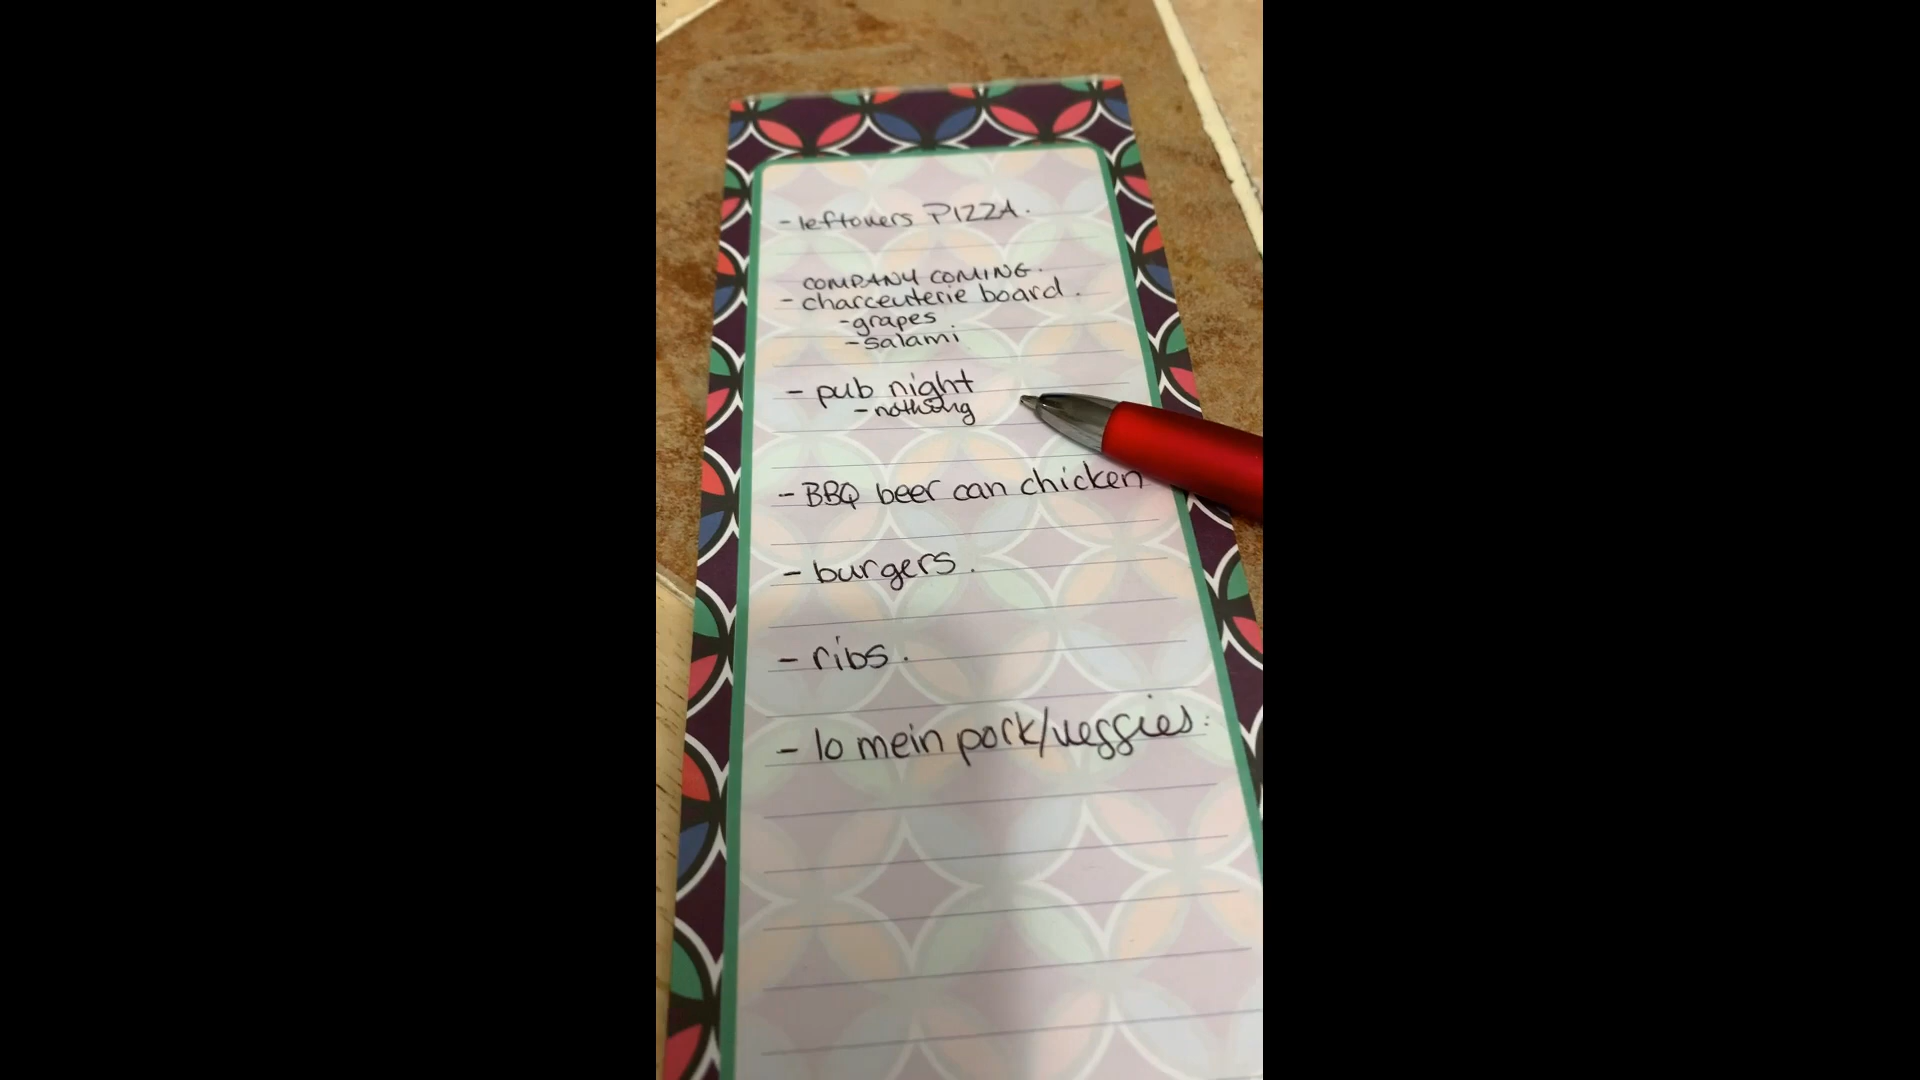 - leftovers PIZZA.
COMPANY COMING.
- charceuterie board.
- grapes
- salami
- pub night
- nothing
- BBQ beer can chicken
- burgers.
- ribs.
- lo mein pork/veggies.